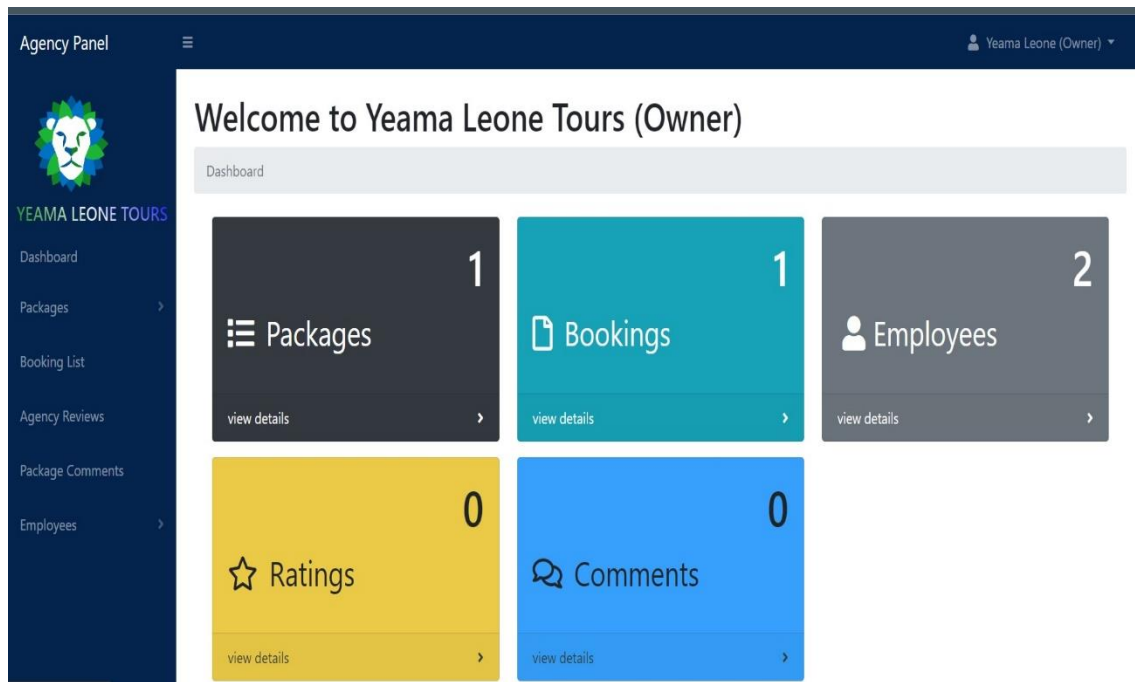 Agency Panel
Yeama Leone (Owner)
YEAMA LEONE TOURS
Dashboard
Packages
Booking List
Agency Reviews
Package Comments
Employees
Welcome to Yeama Leone Tours (Owner)
Dashboard
1
Packages
view details
1
Bookings
view details
2
Employees
view details
0
Ratings
view details
0
Comments
view details